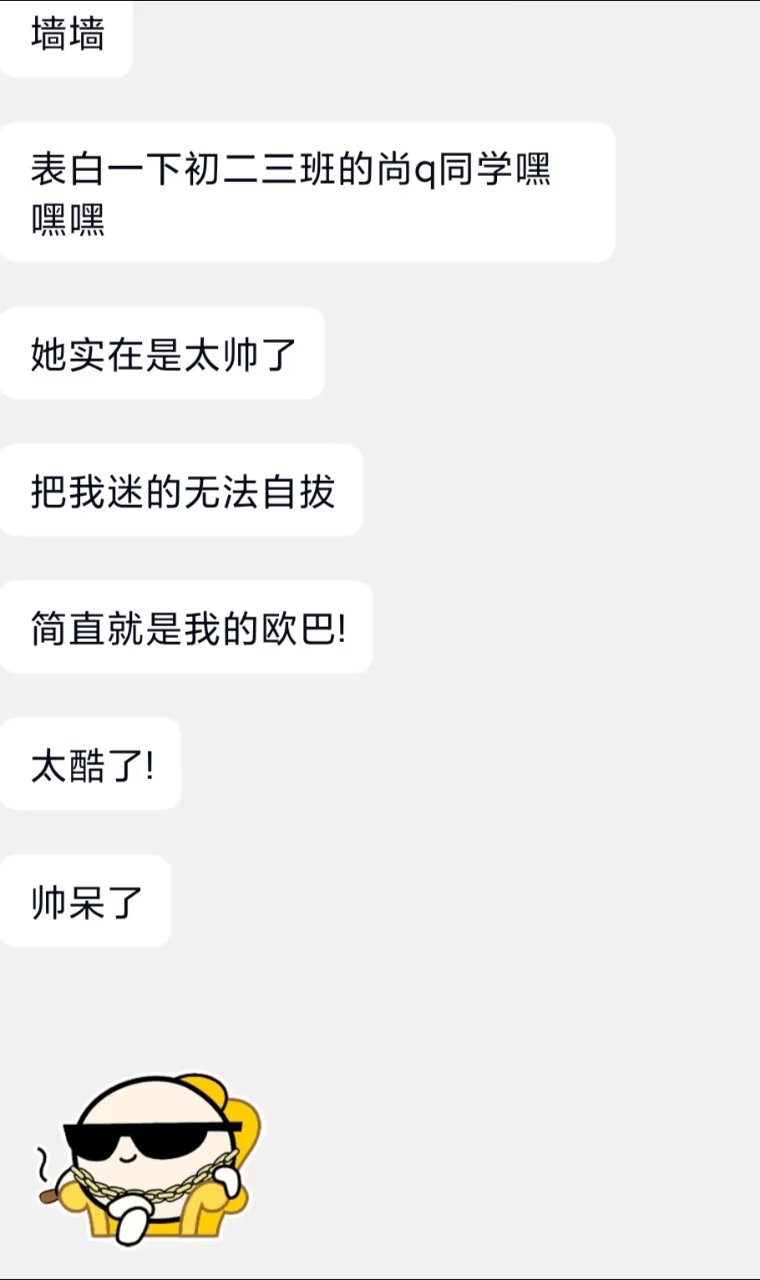 墙墙
表白一下初二三班的尚q同学嘿
嘿嘿
她实在是太帅了
把我迷的无法自拔
简直就是我的欧巴!
太酷了!
帅呆了